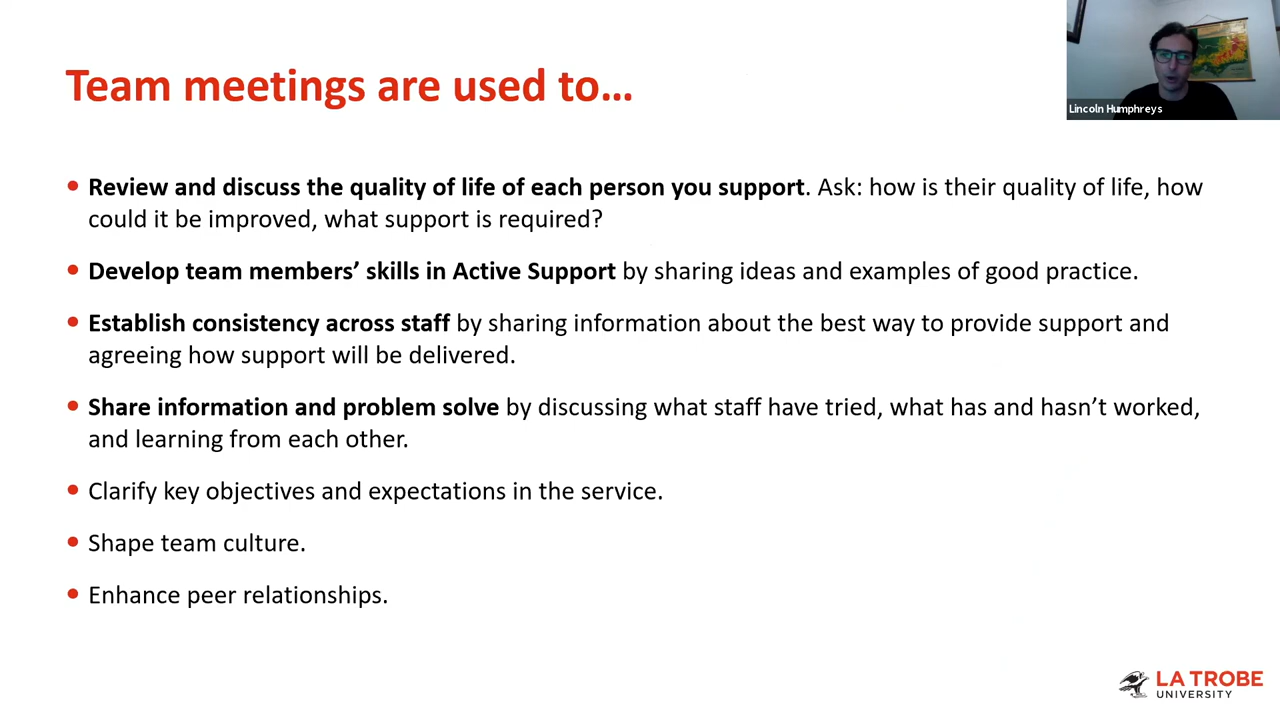 Team meetings are used to...
Lincoln Humphreys
• Review and discuss the quality of life of each person you support. Ask: how is their quality of life, how
could it be improved, what support is required?
• Develop team members’ skills in Active Support by sharing ideas and examples of good practice.
• Establish consistency across staff by sharing information about the best way to provide support and
agreeing how support will be delivered.
• Share information and problem solve by discussing what staff have tried, what has and hasn’t worked,
and learning from each other.
• Clarify key objectives and expectations in the service.
• Shape team culture.
• Enhance peer relationships.
LA TROBE
UNIVERSITY